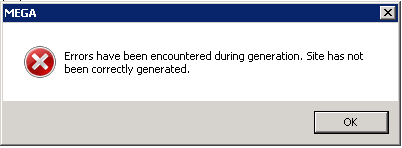 MEGA
Errors have been encountered during generation. Site has not
been correctly generated.
OK